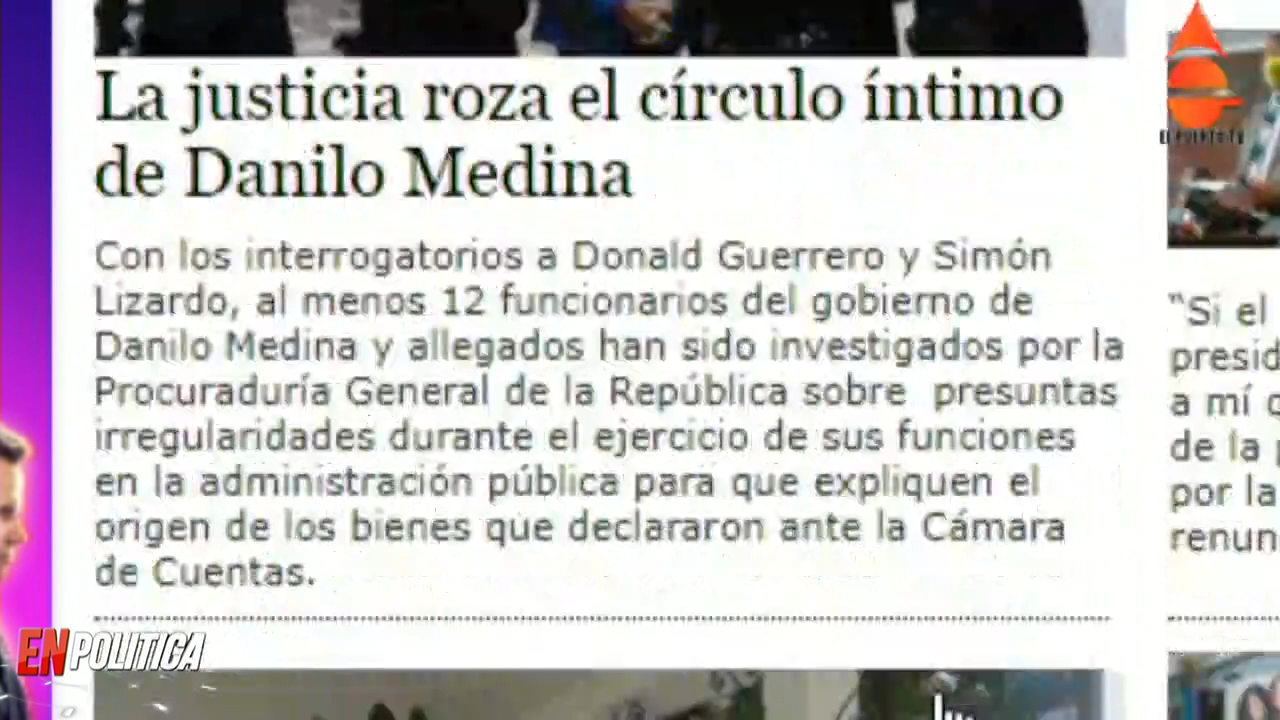 La justicia roza el círculo íntimo
de Danilo Medina
Con los interrogatorios a Donald Guerrero y Simón
Lizardo, al menos 12 funcionarios del gobierno de
Danilo Medina y allegados han sido investigados por la
Procuraduría General de la República sobre presuntas
irregularidades durante el ejercicio de sus funciones
en la administración pública para que expliquen el
origen de los bienes que declararon ante la Cámara
de Cuentas.
"Si el
presid
a mí
de la
por la
renun
EN POLITICA